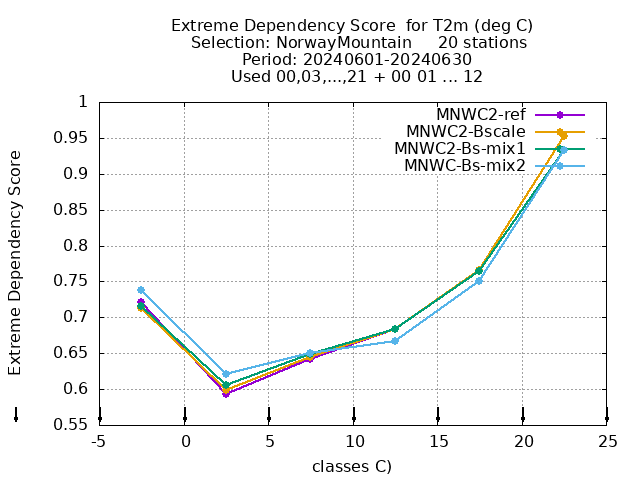 Extreme Dependency Score  for T2m (deg C)
Selection: NorwayMountain     20 stations
Period: 20240601-20240630
Used 00,03,...,21 + 00 01 ... 12
MNWC2-ref
MNWC2-Bscale
MNWC2-Bs-mix1
MNWC-Bs-mix2
Extreme Dependency Score
1
0.95
0.9
0.85
0.8
0.75
0.7
0.65
0.6
0.55
-5 0 5 10 15 20 25
classes C)